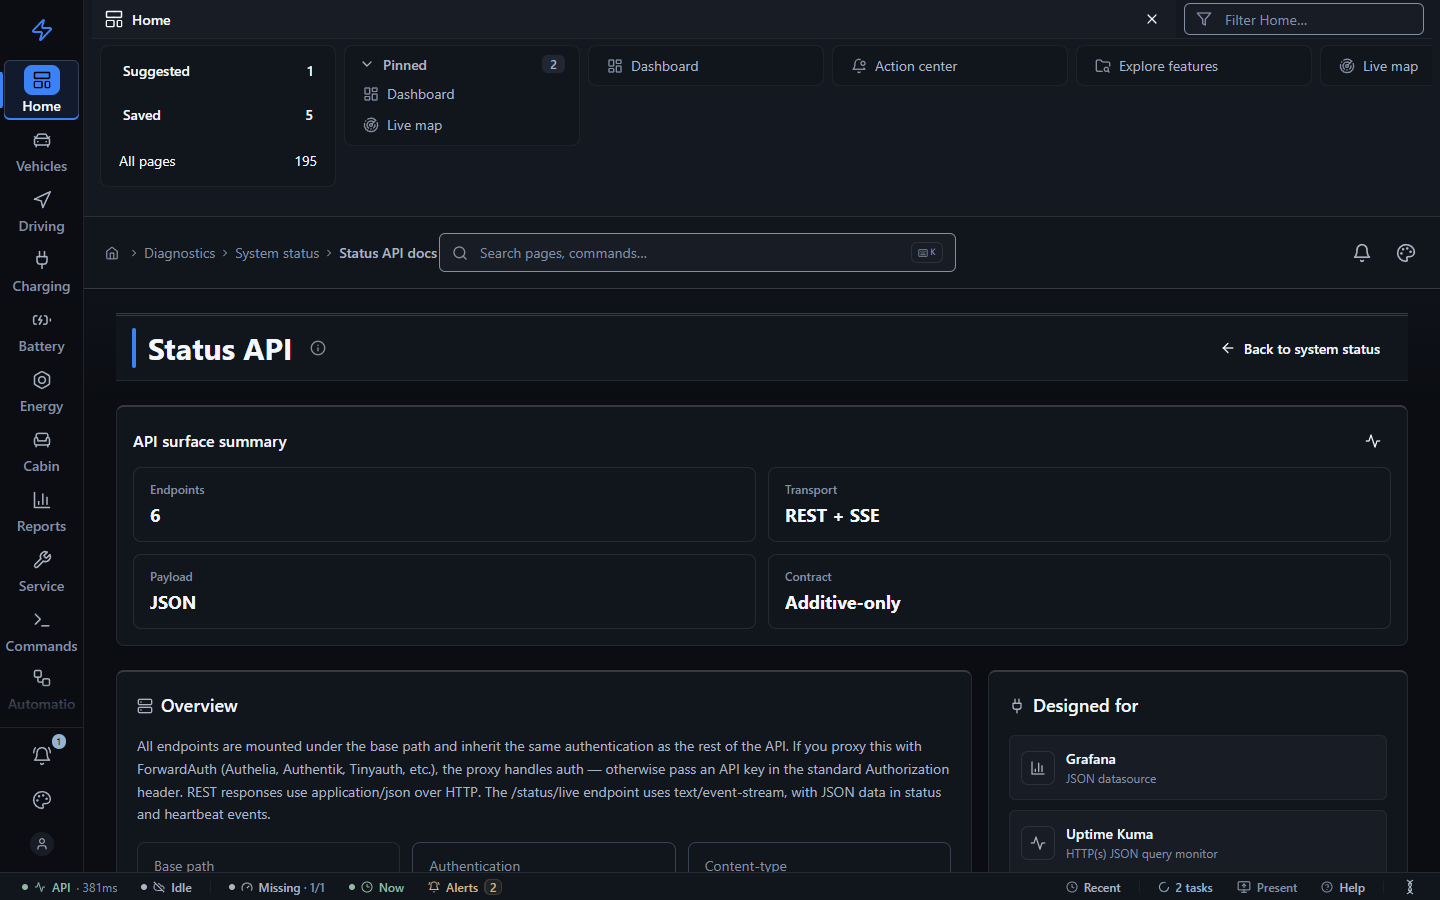 Home
Filter Home...
Home
Vehicles
Driving
Charging
Battery
Energy
Cabin
Reports
Service
Commands
Automatio
1
Suggested 1
Saved 5
All pages 195
Pinned 2
Dashboard
Live map
Dashboard
Action center
Explore features
Live map
Diagnostics
System status
Status API docs
Search pages, commands...
K
Status API
Back to system status
API surface summary
Endpoints
6
Transport
REST + SSE
Payload
JSON
Contract
Additive-only
Overview
All endpoints are mounted under the base path and inherit the same authentication as the rest of the API. If you proxy this with
ForwardAuth (Authelia, Authentik, Tinyauth, etc.), the proxy handles auth — otherwise pass an API key in the standard Authorization
header. REST responses use application/json over HTTP. The /status/live endpoint uses text/event-stream, with JSON data in status
and heartbeat events.
Base path
Authentication
Content-type
Designed for
Grafana
JSON datasource
Uptime Kuma
HTTP(s) JSON query monitor
API · 381ms
Idle
Missing · 1/1
Now
Alerts 2
Recent
2 tasks
Present
Help